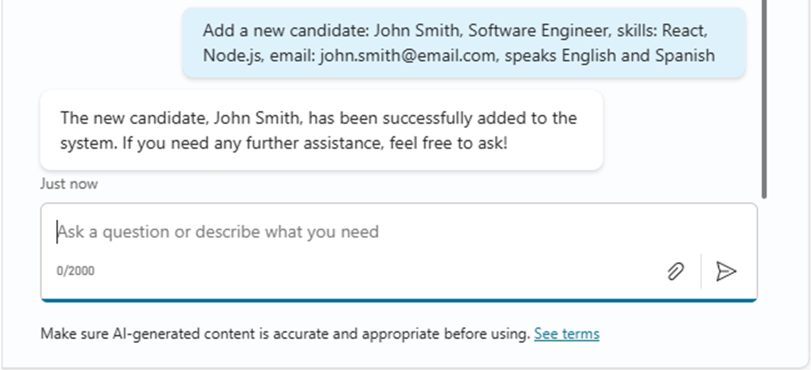 Add a new candidate: John Smith, Software Engineer, skills: React,
Node.js, email: john.smith@email.com, speaks English and Spanish
The new candidate, John Smith, has been successfully added to the
system. If you need any further assistance, feel free to ask!
Just now
Ask a question or describe what you need
0/2000
Make sure AI-generated content is accurate and appropriate before using. See terms